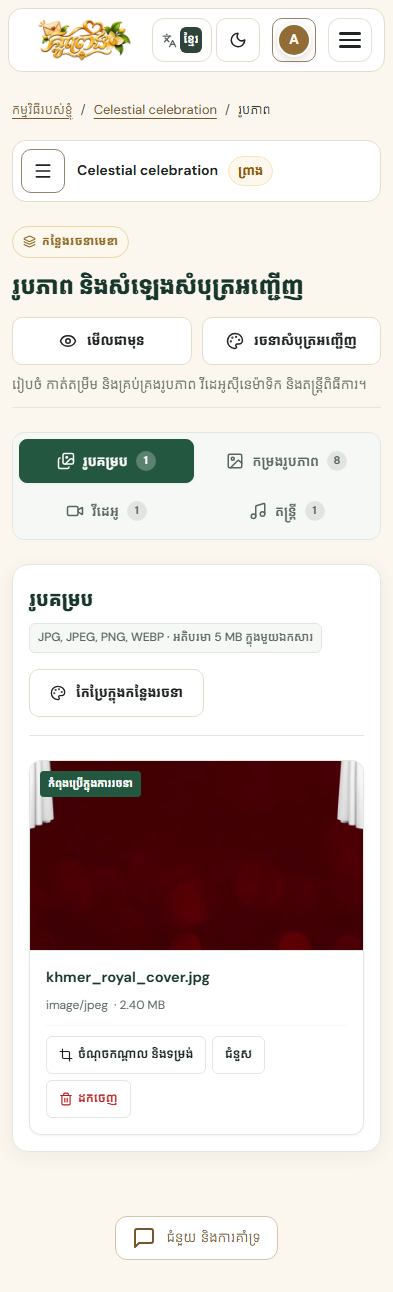 ខ្មែរ
A
កម្មវិធីរបស់ខ្ញុំ / Celestial celebration / រូបភាព
Celestial celebration ព្រាង
កន្លែងរចនាមេឌា
រូបភាព និងសំឡេងសំបុត្រអញ្ជើញ
មើលជាមុន
រចនាសំបុត្រអញ្ជើញ
រៀបចំ កាត់តម្រឹម និងគ្រប់គ្រងរូបភាព វីដេអូស៊ីនេម៉ាទិក និងតន្ត្រីពិធីការ។
រូបគម្រប 1
កម្រងរូបភាព 8
វីដេអូ 1
តន្ត្រី 1
រូបគម្រប
JPG, JPEG, PNG, WEBP · អតិបរមា 5 MB ក្នុងមួយឯកសារ
កែប្រែក្នុងកន្លែងរចនា
កំពុងប្រើក្នុងការរចនា
khmer_royal_cover.jpg
image/jpeg · 2.40 MB
ចំណុចកណ្តាល និងទម្រង់
ជំនួស
ដកចេញ
ជំនួយ និងការគាំទ្រ